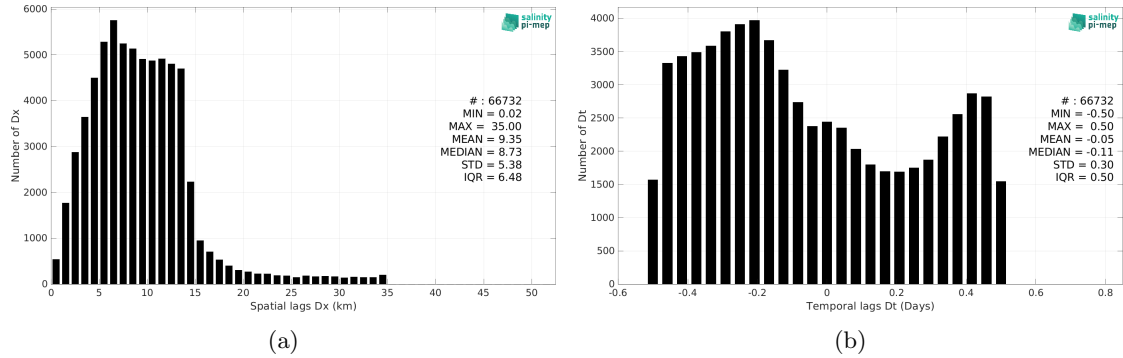 6000
5000
4000
3000
2000
1000
0
Number of Dx
salinity
pi-mep
# : 66732
MIN = 0.02
MAX = 35.00
MEAN = 9.35
MEDIAN = 8.73
STD = 5.38
IQR = 6.48
0 5 10 15 20 25 30 35 40 45 50
Spatial lags Dx (km)
(a)
4000
3500
3000
2500
2000
1500
1000
500
0
Number of Dt
salinity
pi-mep
# : 66732
MIN = -0.50
MAX = 0.50
MEAN = -0.05
MEDIAN = -0.11
STD = 0.30
IQR = 0.50
-0.6 -0.4 -0.2 0 0.2 0.4 0.6 0.8
Temporal lags Dt (Days)
(b)